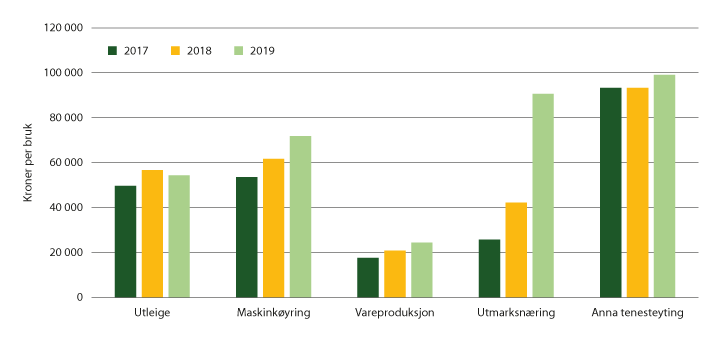 120 000
2017 2018 2019
100 000
80 000
60 000
40 000
20 000
0
Kroner per bruk
Utleige Maskinkøyring Vareproduksjon Utmarksnæring Anna tenesteyting